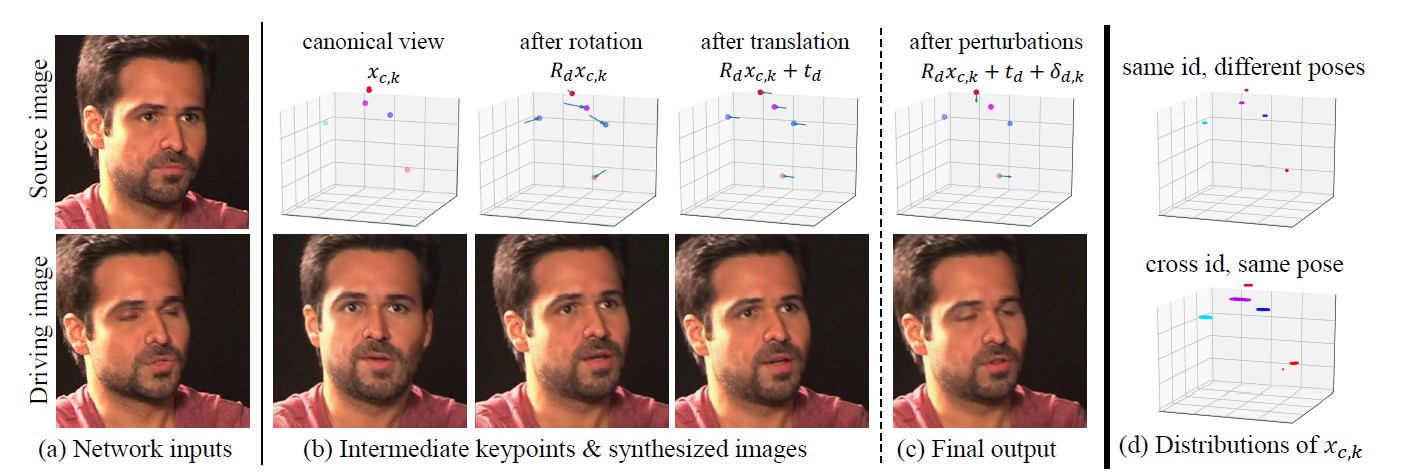 Source image
Driving image
canonical view
x_{c,k}
after rotation
R_d x_{c,k}
after translation
R_d x_{c,k} + t_d
after perturbations
R_d x_{c,k} + t_d + δ_{d,k}
same id, different poses
cross id, same pose
(a) Network inputs
(b) Intermediate keypoints & synthesized images
(c) Final output
(d) Distributions of x_{c,k}